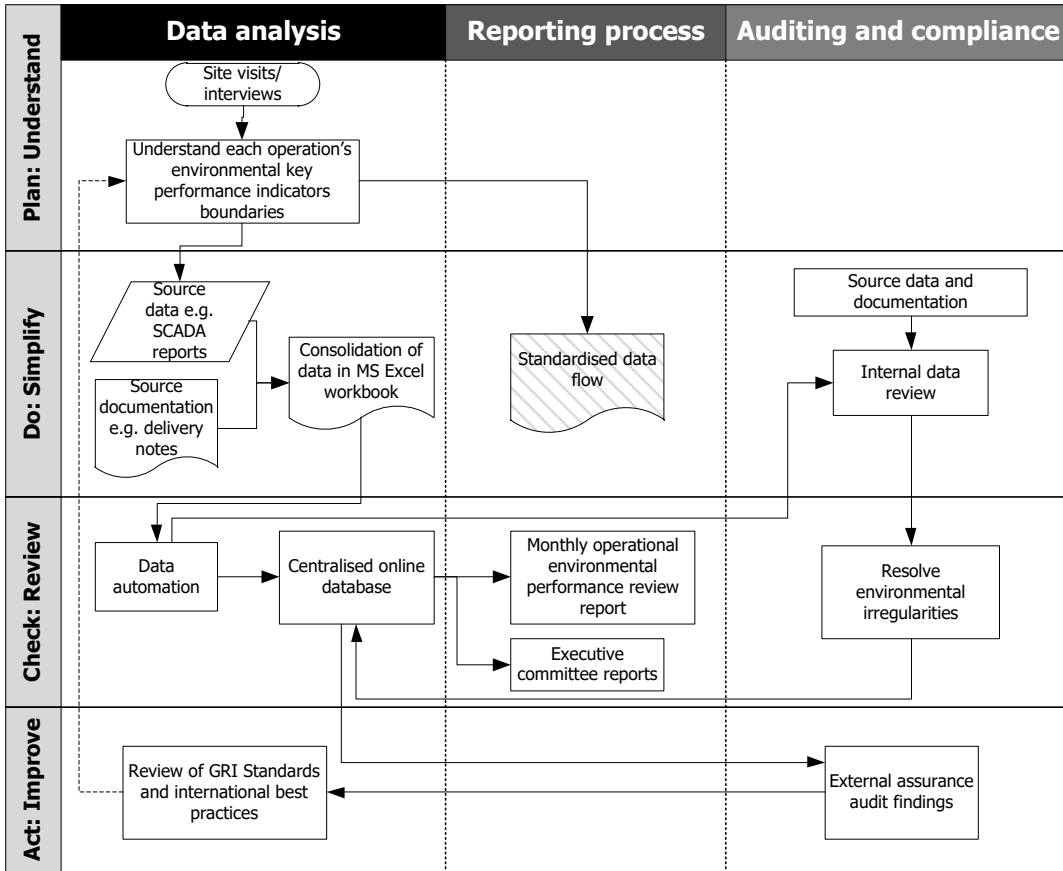 Data analysis
Reporting process
Auditing and compliance
Plan: Understand
Site visits/
interviews
Understand each operation's
environmental key
performance indicators
boundaries
Do: Simplify
Source
data e.g.
SCADA
reports
Source
documentation
e.g. delivery
notes
Consolidation of
data in MS Excel
workbook
Standardised data
flow
Source data and
documentation
Internal data
review
Check: Review
Data
automation
Centralised online
database
Monthly operational
environmental
performance review
report
Executive
committee reports
Resolve
environmental
irregularities
Act: Improve
Review of GRI Standards
and international best
practices
External assurance
audit findings